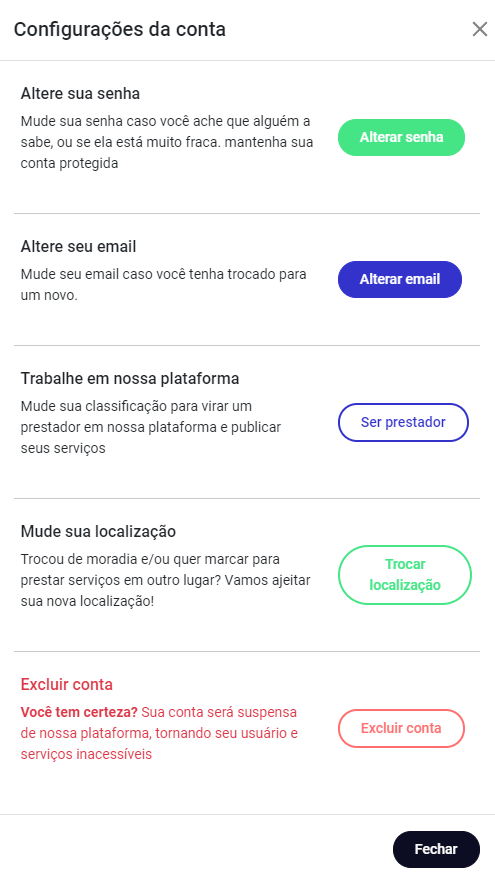 Configurações da conta
Altere sua senha
Mude sua senha caso você ache que alguém a
sabe, ou se ela está muito fraca. mantenha sua
conta protegida
Alterar senha
Altere seu email
Mude seu email caso você tenha trocado para
um novo.
Alterar email
Trabalhe em nossa plataforma
Mude sua classificação para virar um
prestador em nossa plataforma e publicar
seus serviços
Ser prestador
Mude sua localização
Trocou de moradia e/ou quer marcar para
prestar serviços em outro lugar? Vamos ajeitar
sua nova localização!
Trocar
localização
Excluir conta
Você tem certeza? Sua conta será suspensa
de nossa plataforma, tornando seu usuário e
serviços inacessíveis
Excluir conta
Fechar